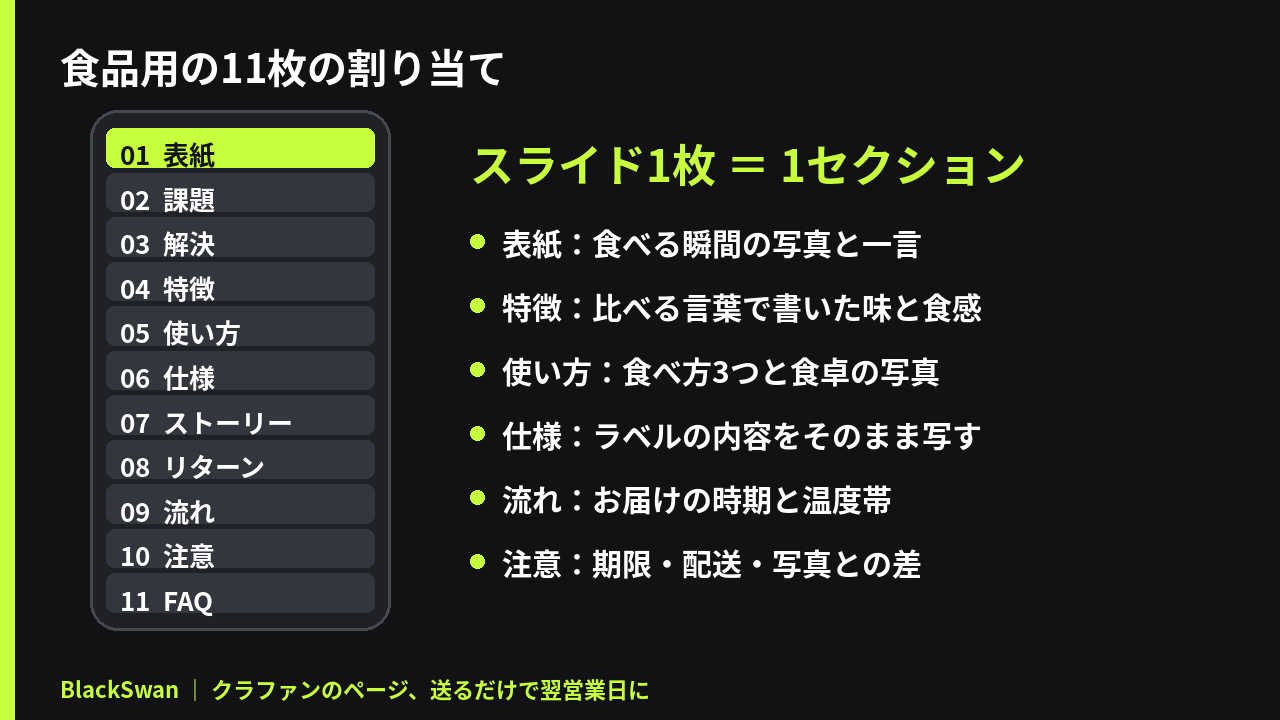 食品用の11枚の割り当て
01 表紙
02 課題
03 解決
04 特徴
05 使い方
06 仕様
07 ストーリー
08 リターン
09 流れ
10 注意
11 FAQ
スライド1枚 ＝ 1セクション
表紙：食べる瞬間の写真と一言
特徴：比べる言葉で書いた味と食感
使い方：食べ方3つと食卓の写真
仕様：ラベルの内容をそのまま写す
流れ：お届けの時期と温度帯
注意：期限・配送・写真との差
BlackSwan｜クラファンのページ、送るだけで翌営業日に